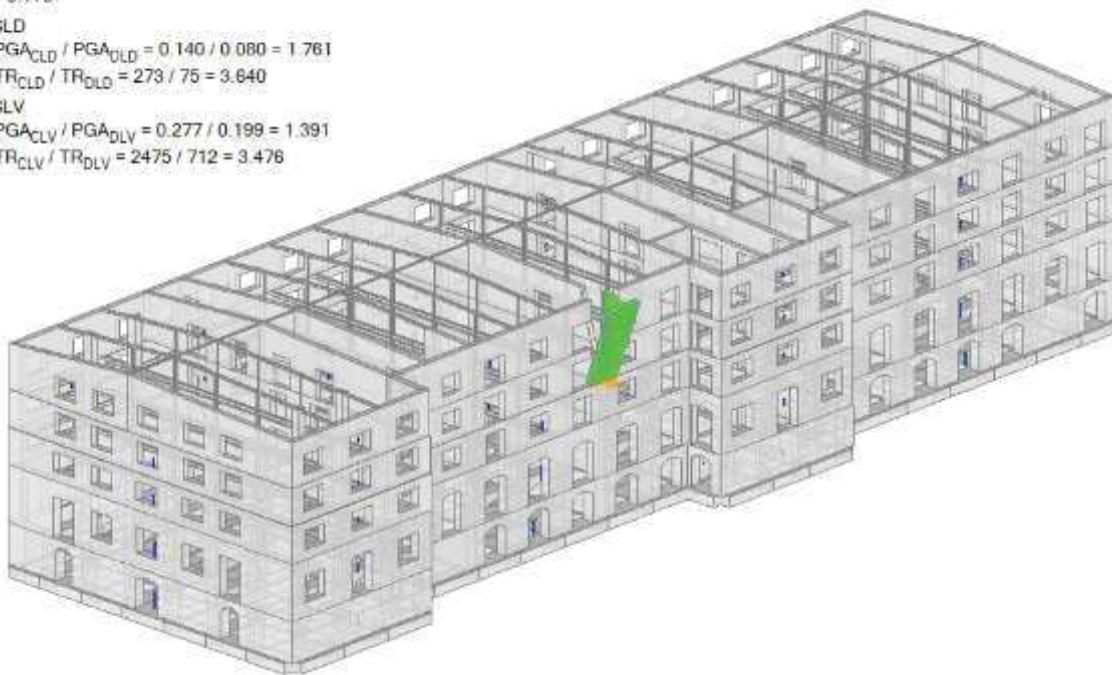 SLD
PGA_CLD / PGA_DLD = 0.140 / 0.080 = 1.761
TR_CLD / TR_DLD = 273 / 75 = 3.640
SLV
PGA_CLV / PGA_DLV = 0.277 / 0.199 = 1.391
TR_CLV / TR_DLV = 2475 / 712 = 3.476